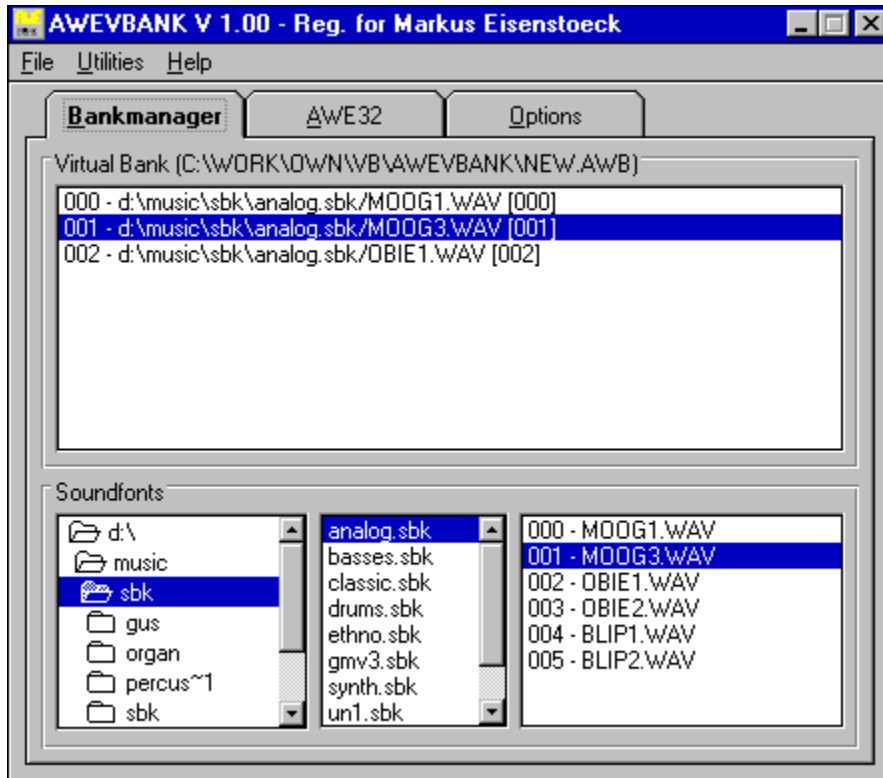 AWEVBANK V 1.00 - Reg. for Markus Eisenstoeck
File Utilities Help
Bankmanager AWE32 Options
Virtual Bank (C:\WORK\OWN\VB\AWEVBANK\NEW.AWB)
000 - d:\music\sbk\analog.sbk/MOOG1.WAV [000]
001 - d:\music\sbk\analog.sbk/MOOG3.WAV [001]
002 - d:\music\sbk\analog.sbk/OBIE1.WAV [002]
Soundfonts
d:\
music
sbk
gus
organ
percus~1
sbk
analog.sbk
basses.sbk
classic.sbk
drums.sbk
ethno.sbk
gmv3.sbk
synth.sbk
un1.sbk
000 - MOOG1.WAV
001 - MOOG3.WAV
002 - OBIE1.WAV
003 - OBIE2.WAV
004 - BLIP1.WAV
005 - BLIP2.WAV